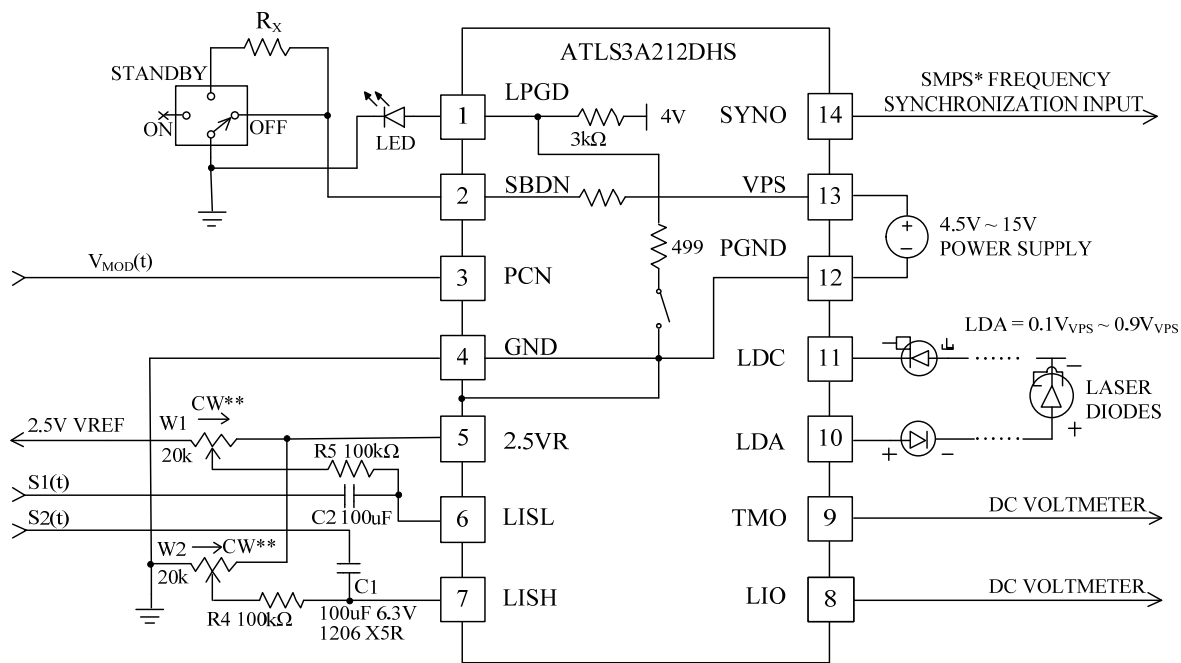 R_X
ATLS3A212DHS
STANDBY
ON
OFF
LED
1
LPGD
3kΩ
4V
SYNO
14
SMPS* FREQUENCY
SYNCHRONIZATION INPUT
2
SBDN
VPS
13
499
PGND
12
+
−
4.5V ~ 15V
POWER SUPPLY
V_MOD(t)
3
PCN
LDA = 0.1V_VPS ~ 0.9V_VPS
4
GND
LDC
11
−
+
LASER
DIODES
W1
CW**
2.5V VREF
20k
5
2.5VR
LDA
10
+
−
R5 100kΩ
S1(t)
C2 100uF
6
LISL
TMO
9
DC VOLTMETER
S2(t)
W2
CW**
20k
C1
R4 100kΩ
100uF 6.3V
1206 X5R
7
LISH
LIO
8
DC VOLTMETER